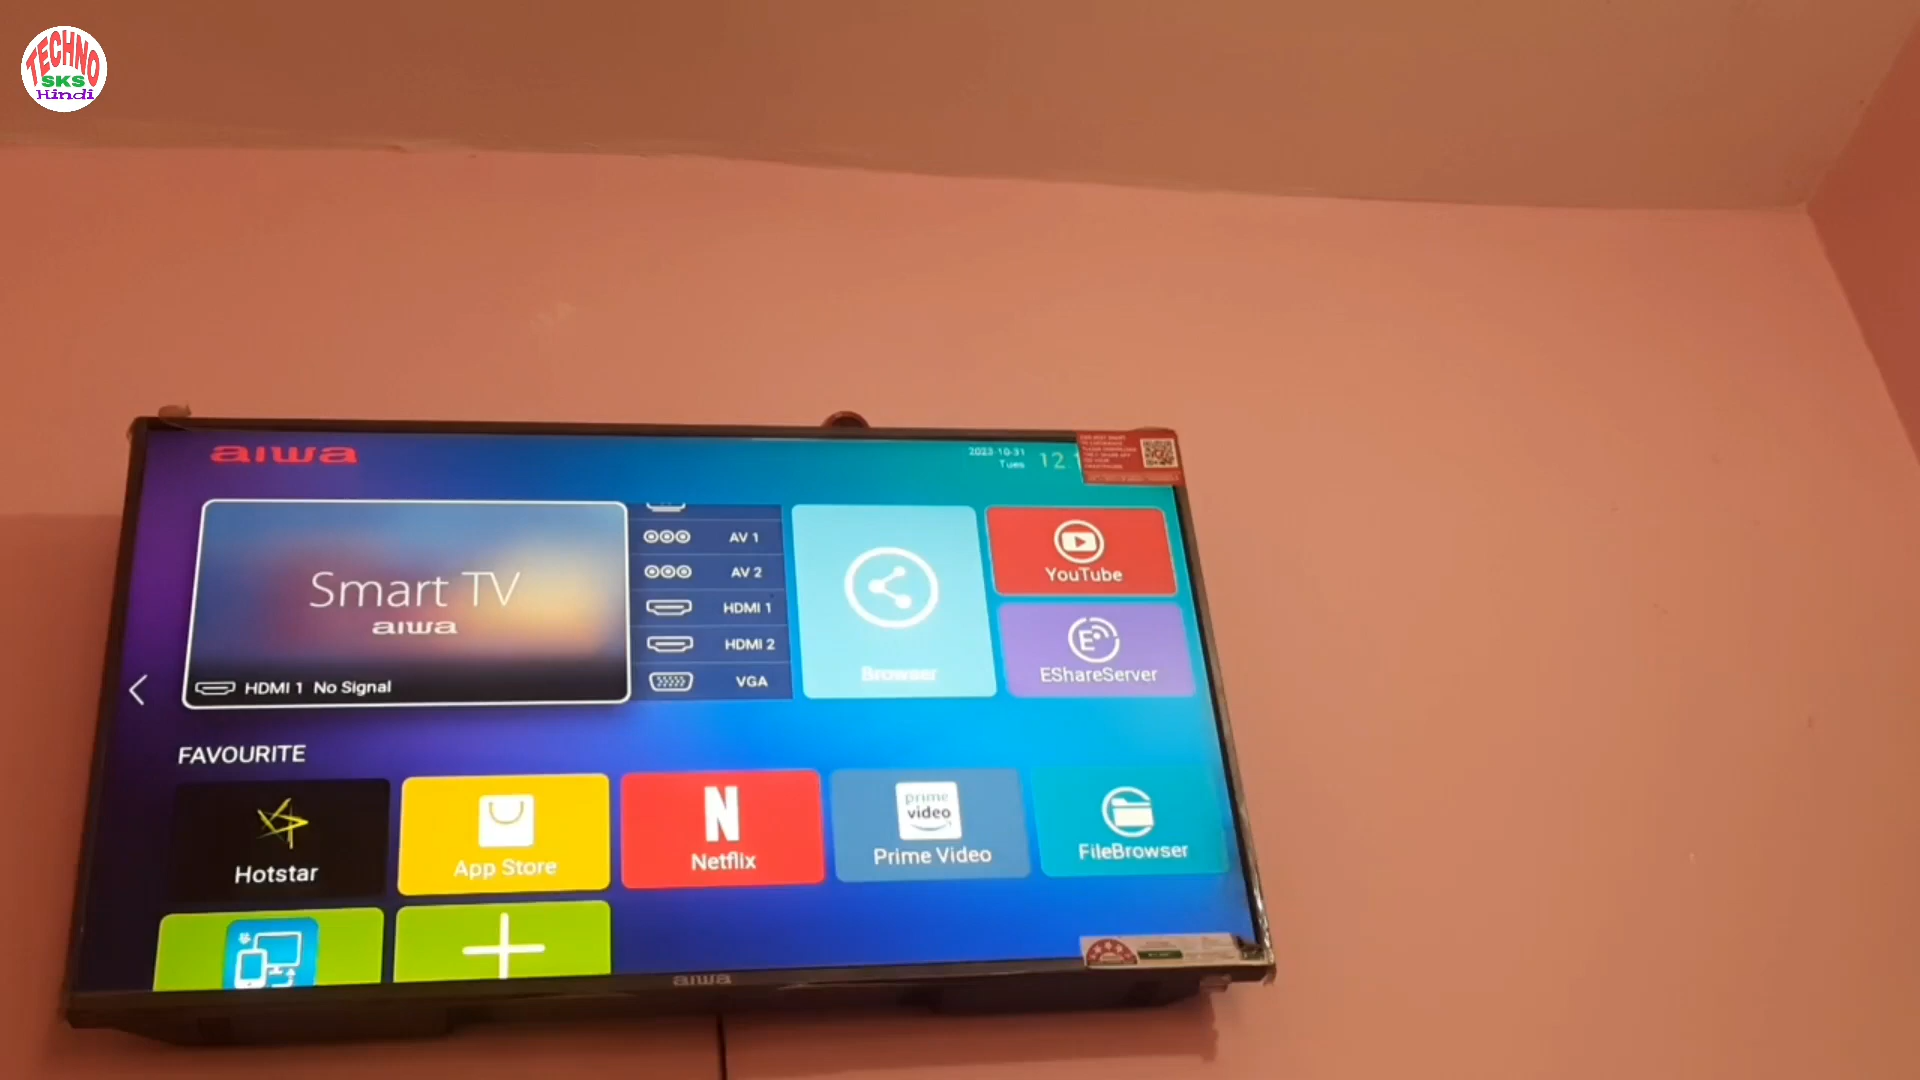 TECHNO
SKS
Hindi
aiwa
2023-10-31
Tues
Smart TV
aiwa
HDMI 1 No Signal
AV 1
AV 2
HDMI 1
HDMI 2
VGA
Browser
YouTube
EShareServer
FAVOURITE
Hotstar
App Store
N
Netflix
prime
video
Prime Video
FileBrowser
aiwa